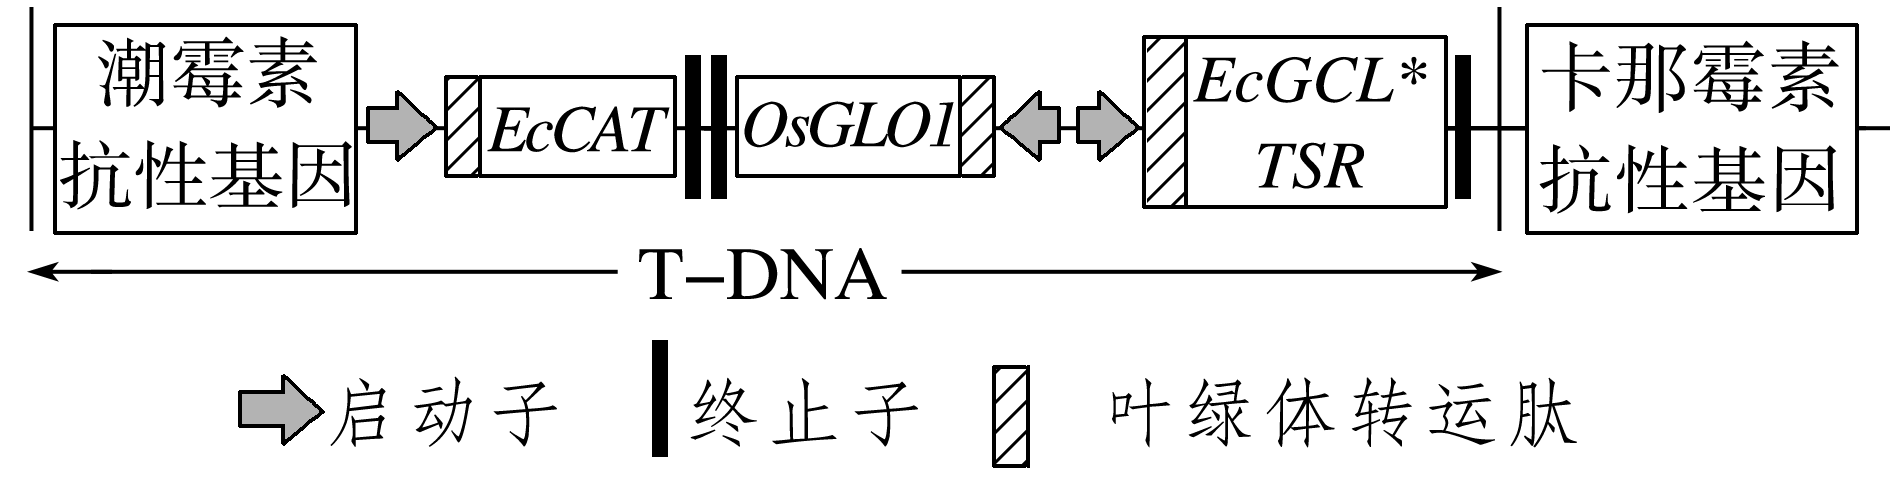 潮霉素
抗性基因
EcCAT
OsGLO1
EcGCL*
TSR
卡那霉素
抗性基因
T-DNA
启动子
终止子
叶绿体转运肽